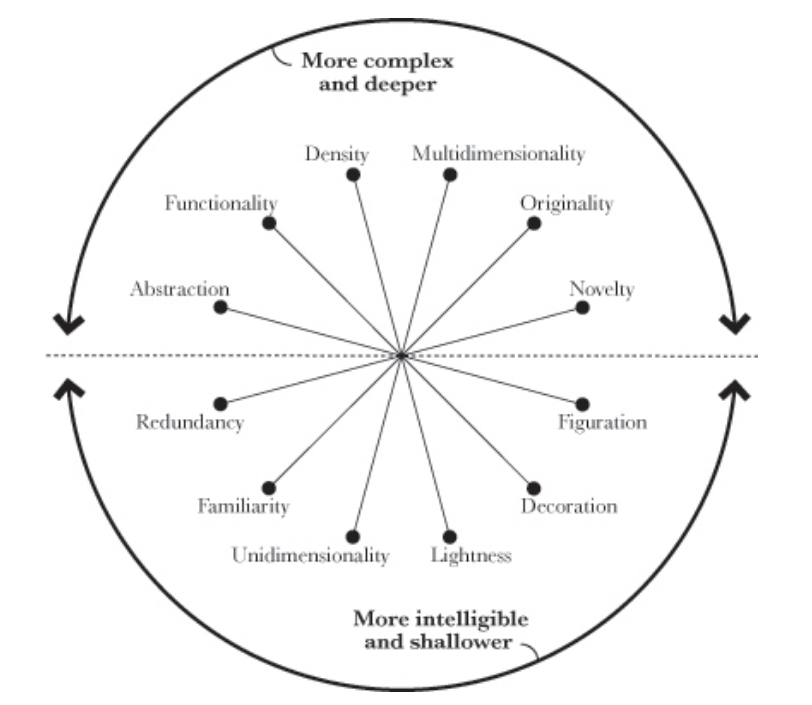 More complex
and deeper
Density
Multidimensionality
Functionality
Originality
Abstraction
Novelty
Redundancy
Figuration
Familiarity
Decoration
Unidimensionality
Lightness
More intelligible
and shallower